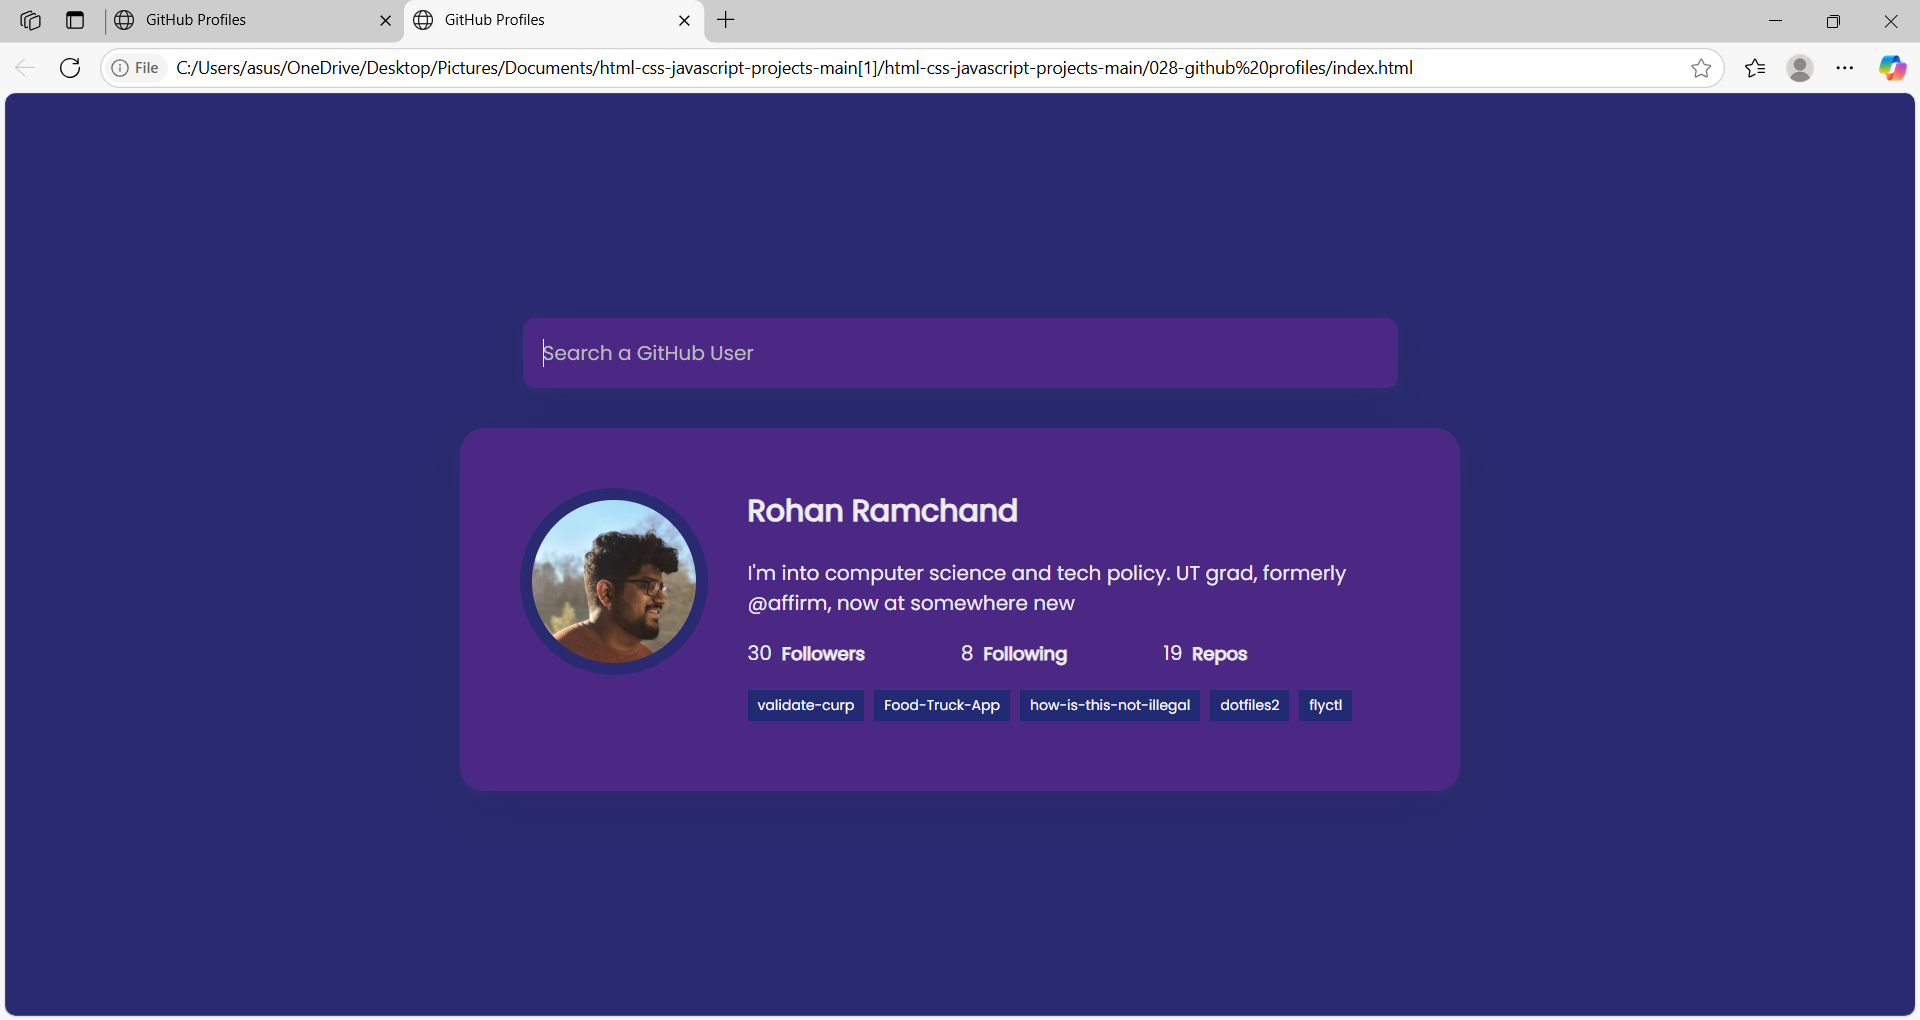 GitHub Profiles
GitHub Profiles
File C:/Users/asus/OneDrive/Desktop/Pictures/Documents/html-css-javascript-projects-main[1]/html-css-javascript-projects-main/028-github%20profiles/index.html
Search a GitHub User
Rohan Ramchand
I'm into computer science and tech policy. UT grad, formerly
@affirm, now at somewhere new
30 Followers 8 Following 19 Repos
validate-curp Food-Truck-App how-is-this-not-illegal dotfiles2 flyctl